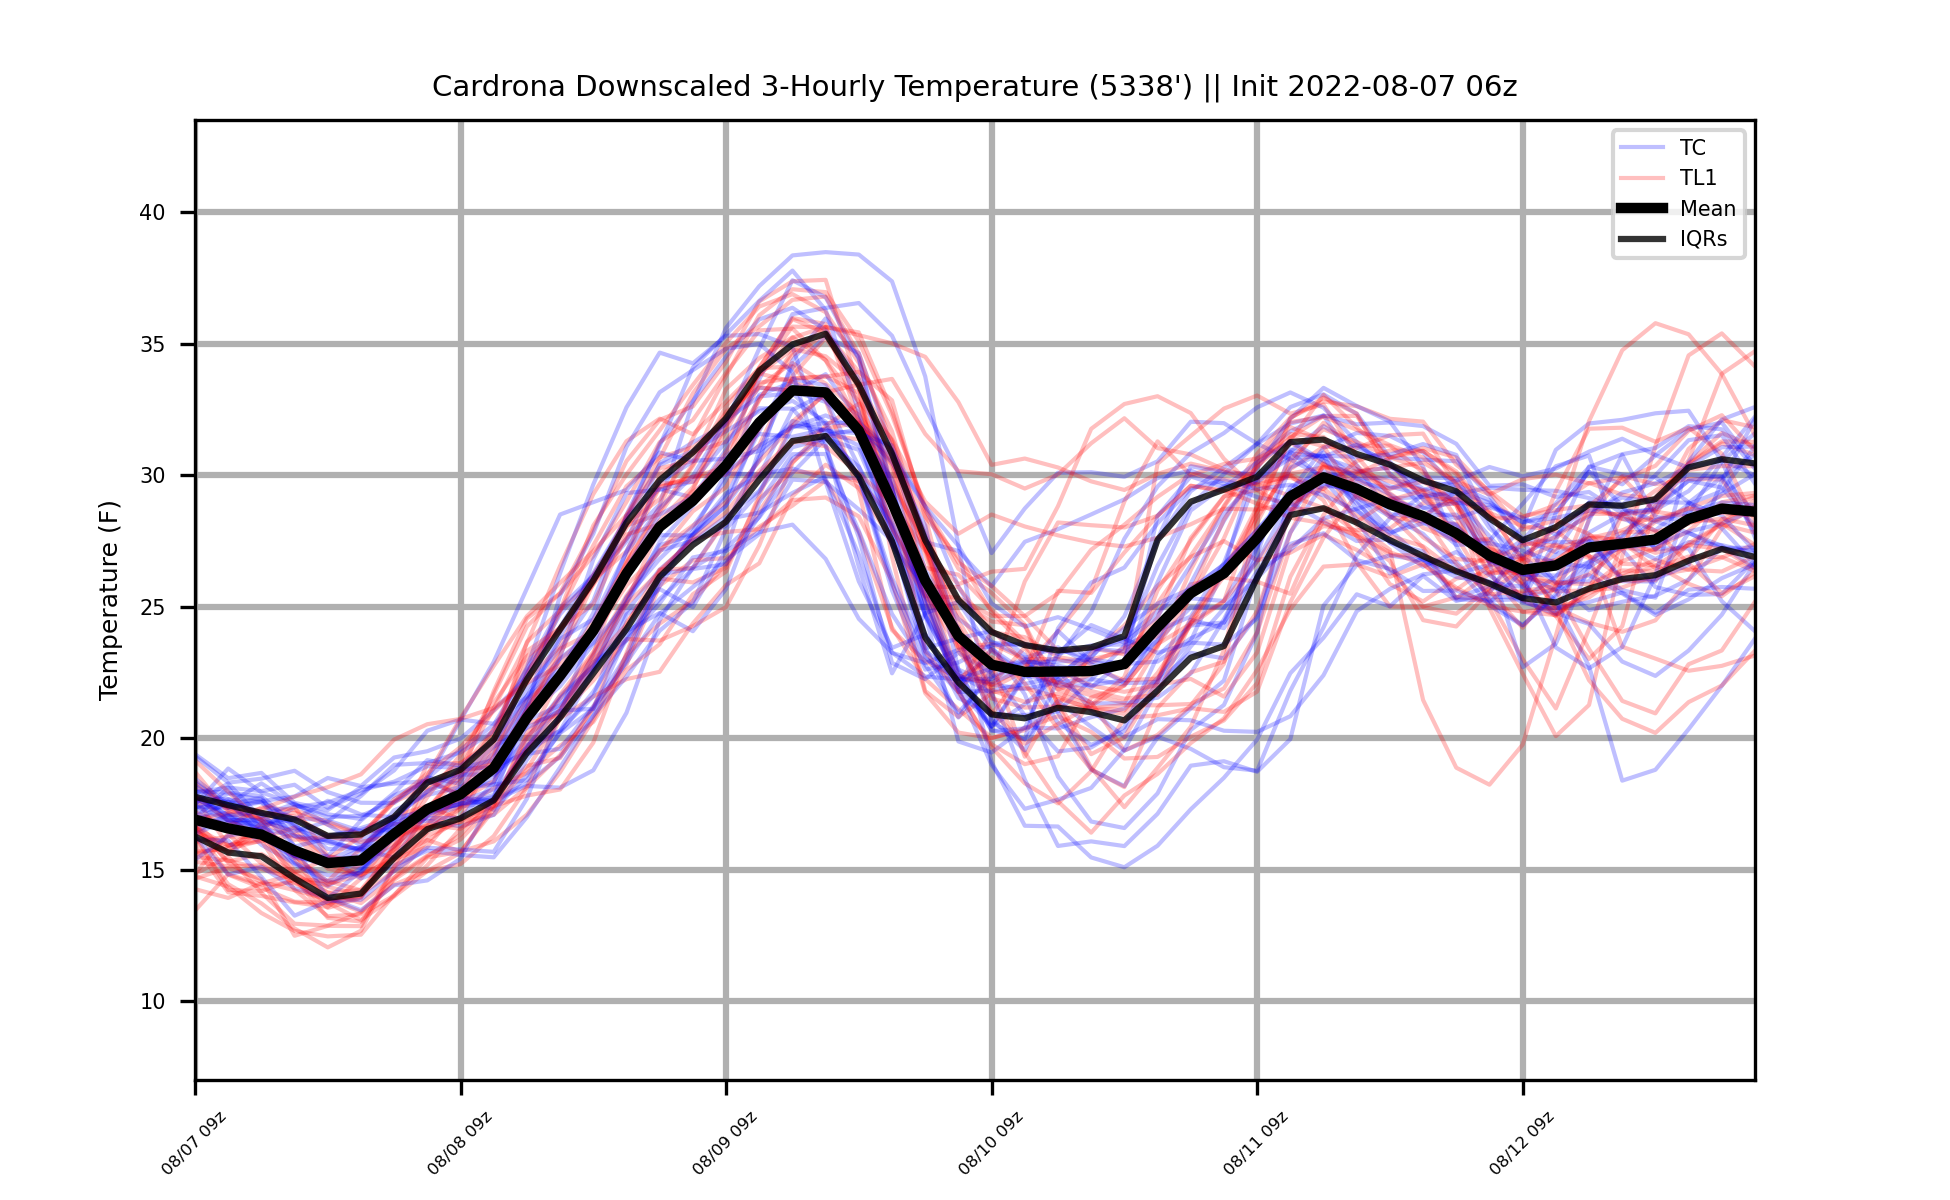 Cardrona Downscaled 3-Hourly Temperature (5338') || Init 2022-08-07 06z
TC
TL1
Mean
IQRs
Temperature (F)
40
35
30
25
20
15
10
08/07 09z
08/08 09z
08/09 09z
08/10 09z
08/11 09z
08/12 09z